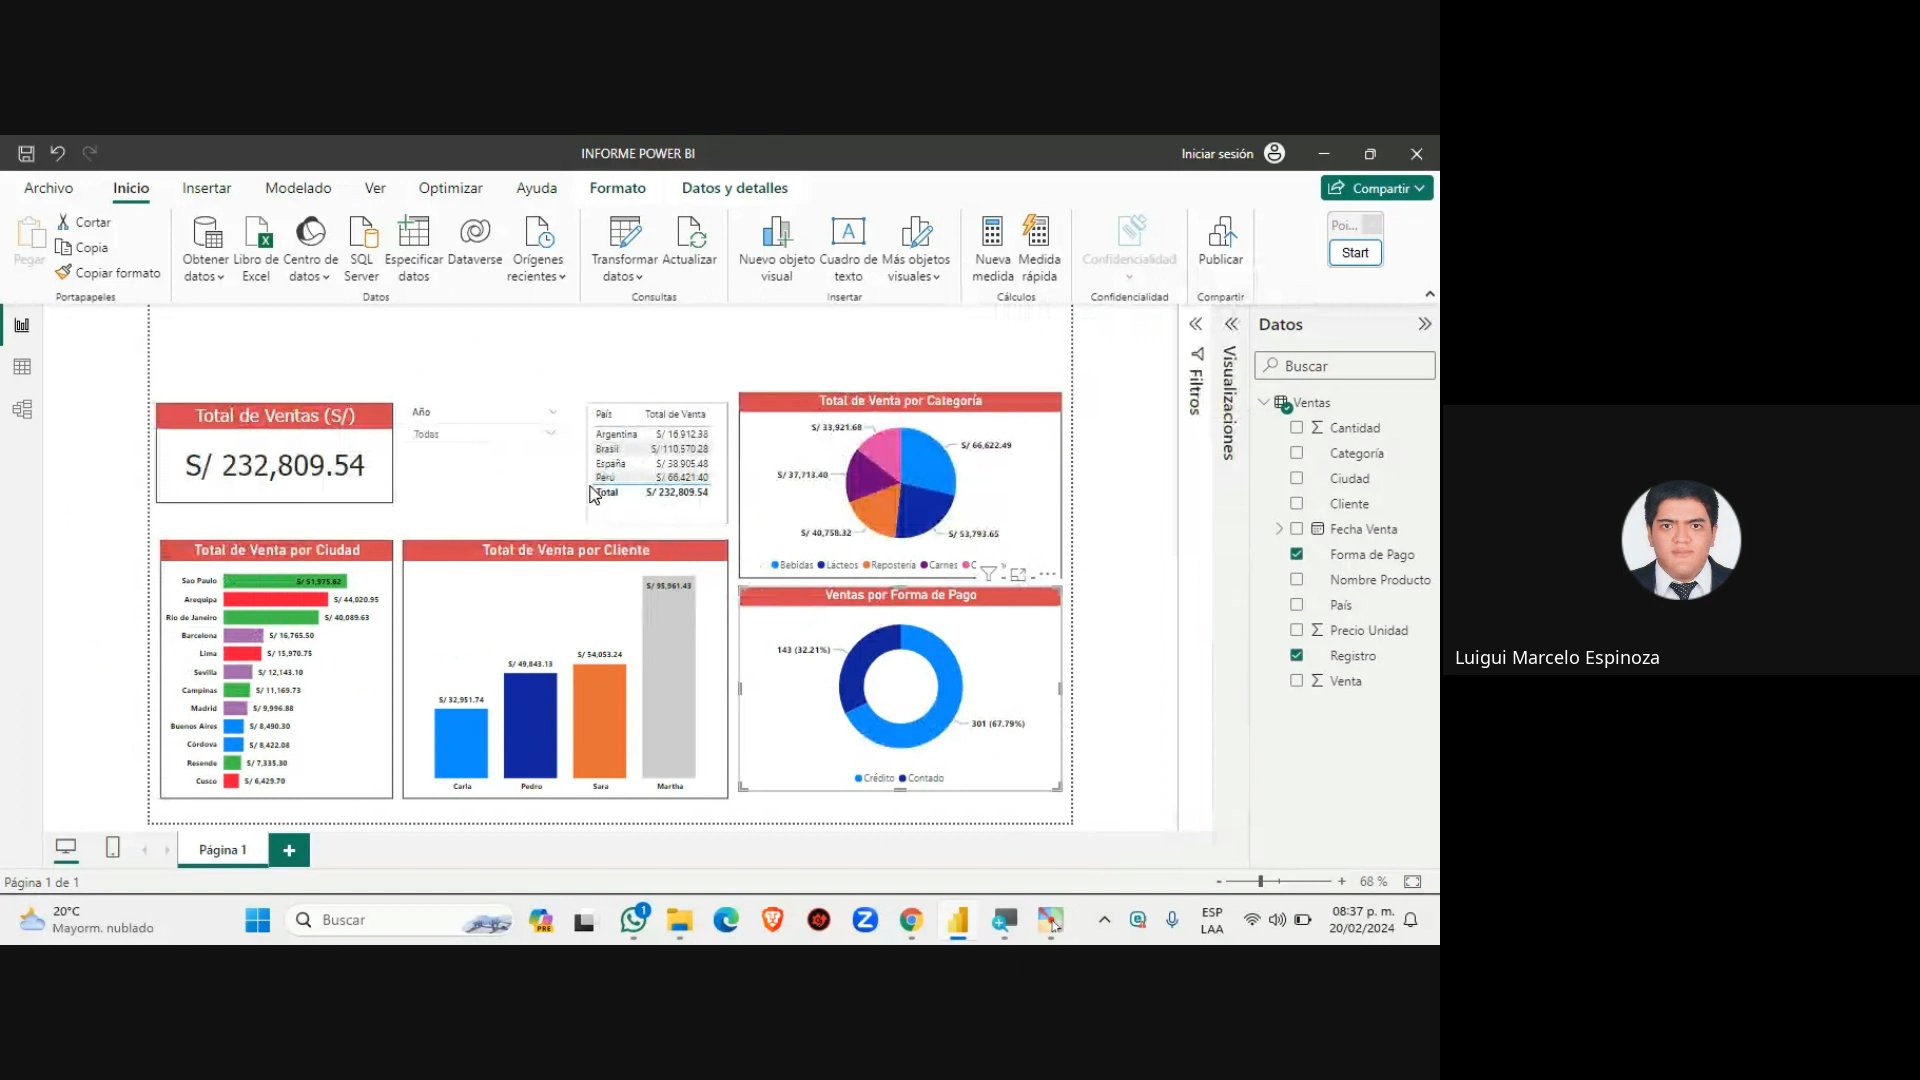 INFORME POWER BI
Iniciar sesión
Archivo Inicio Insertar Modelado Ver Optimizar Ayuda Formato Datos y detalles
Compartir
Pegar
Cortar
Copia
Copiar formato
Portapapeles
Obtener datos
Libro de Excel
Centro de datos
SQL Server
Especificar datos
Dataverse
Orígenes recientes
Datos
Transformar datos
Actualizar
Consultas
Nuevo objeto visual
Cuadro de texto
Más objetos visuales
Insertar
Nueva medida
Medida rápida
Cálculos
Confidencialidad
Confidencialidad
Publicar
Compartir
Poi...
Start
Total de Ventas (S/)
S/ 232,809.54
Año
Todas
País Total de Venta
Argentina S/ 16.912.38
Brasil S/ 110,570.28
España S/ 38,905.48
Perú S/ 66,421.40
Total S/ 232,809.54
Total de Venta por Categoría
S/ 33,921.68
S/ 66,622.49
S/ 37,713.40
S/ 40,758.32
S/ 53,793.65
Bebidas Lácteos Repostería Carnes C
Total de Venta por Ciudad
Sao Paulo S/ 51,975.62
Arequipa S/ 44,020.95
Rio de Janeiro S/ 40,089.63
Barcelona S/ 16,765.50
Lima S/ 15,970.75
Sevilla S/ 12,143.10
Campinas S/ 11,169.73
Madrid S/ 9,996.88
Buenos Aires S/ 8,490.30
Córdova S/ 8,422.08
Resende S/ 7,335.30
Cusco S/ 6,429.70
Total de Venta por Cliente
S/ 32,951.74
S/ 49,843.13
S/ 54,053.24
S/ 95,961.43
Carla Pedro Sara Martha
Ventas por Forma de Pago
143 (32.21%)
301 (67.79%)
Crédito Contado
Filtros
Visualizaciones
Datos
Buscar
Ventas
Cantidad
Categoría
Ciudad
Cliente
Fecha Venta
Forma de Pago
Nombre Producto
País
Precio Unidad
Registro
Venta
Página 1
Página 1 de 1
68 %
20°C
Mayorm. nublado
Buscar
PRE
1
ESP
LAA
08:37 p. m.
20/02/2024
Luigui Marcelo Espinoza